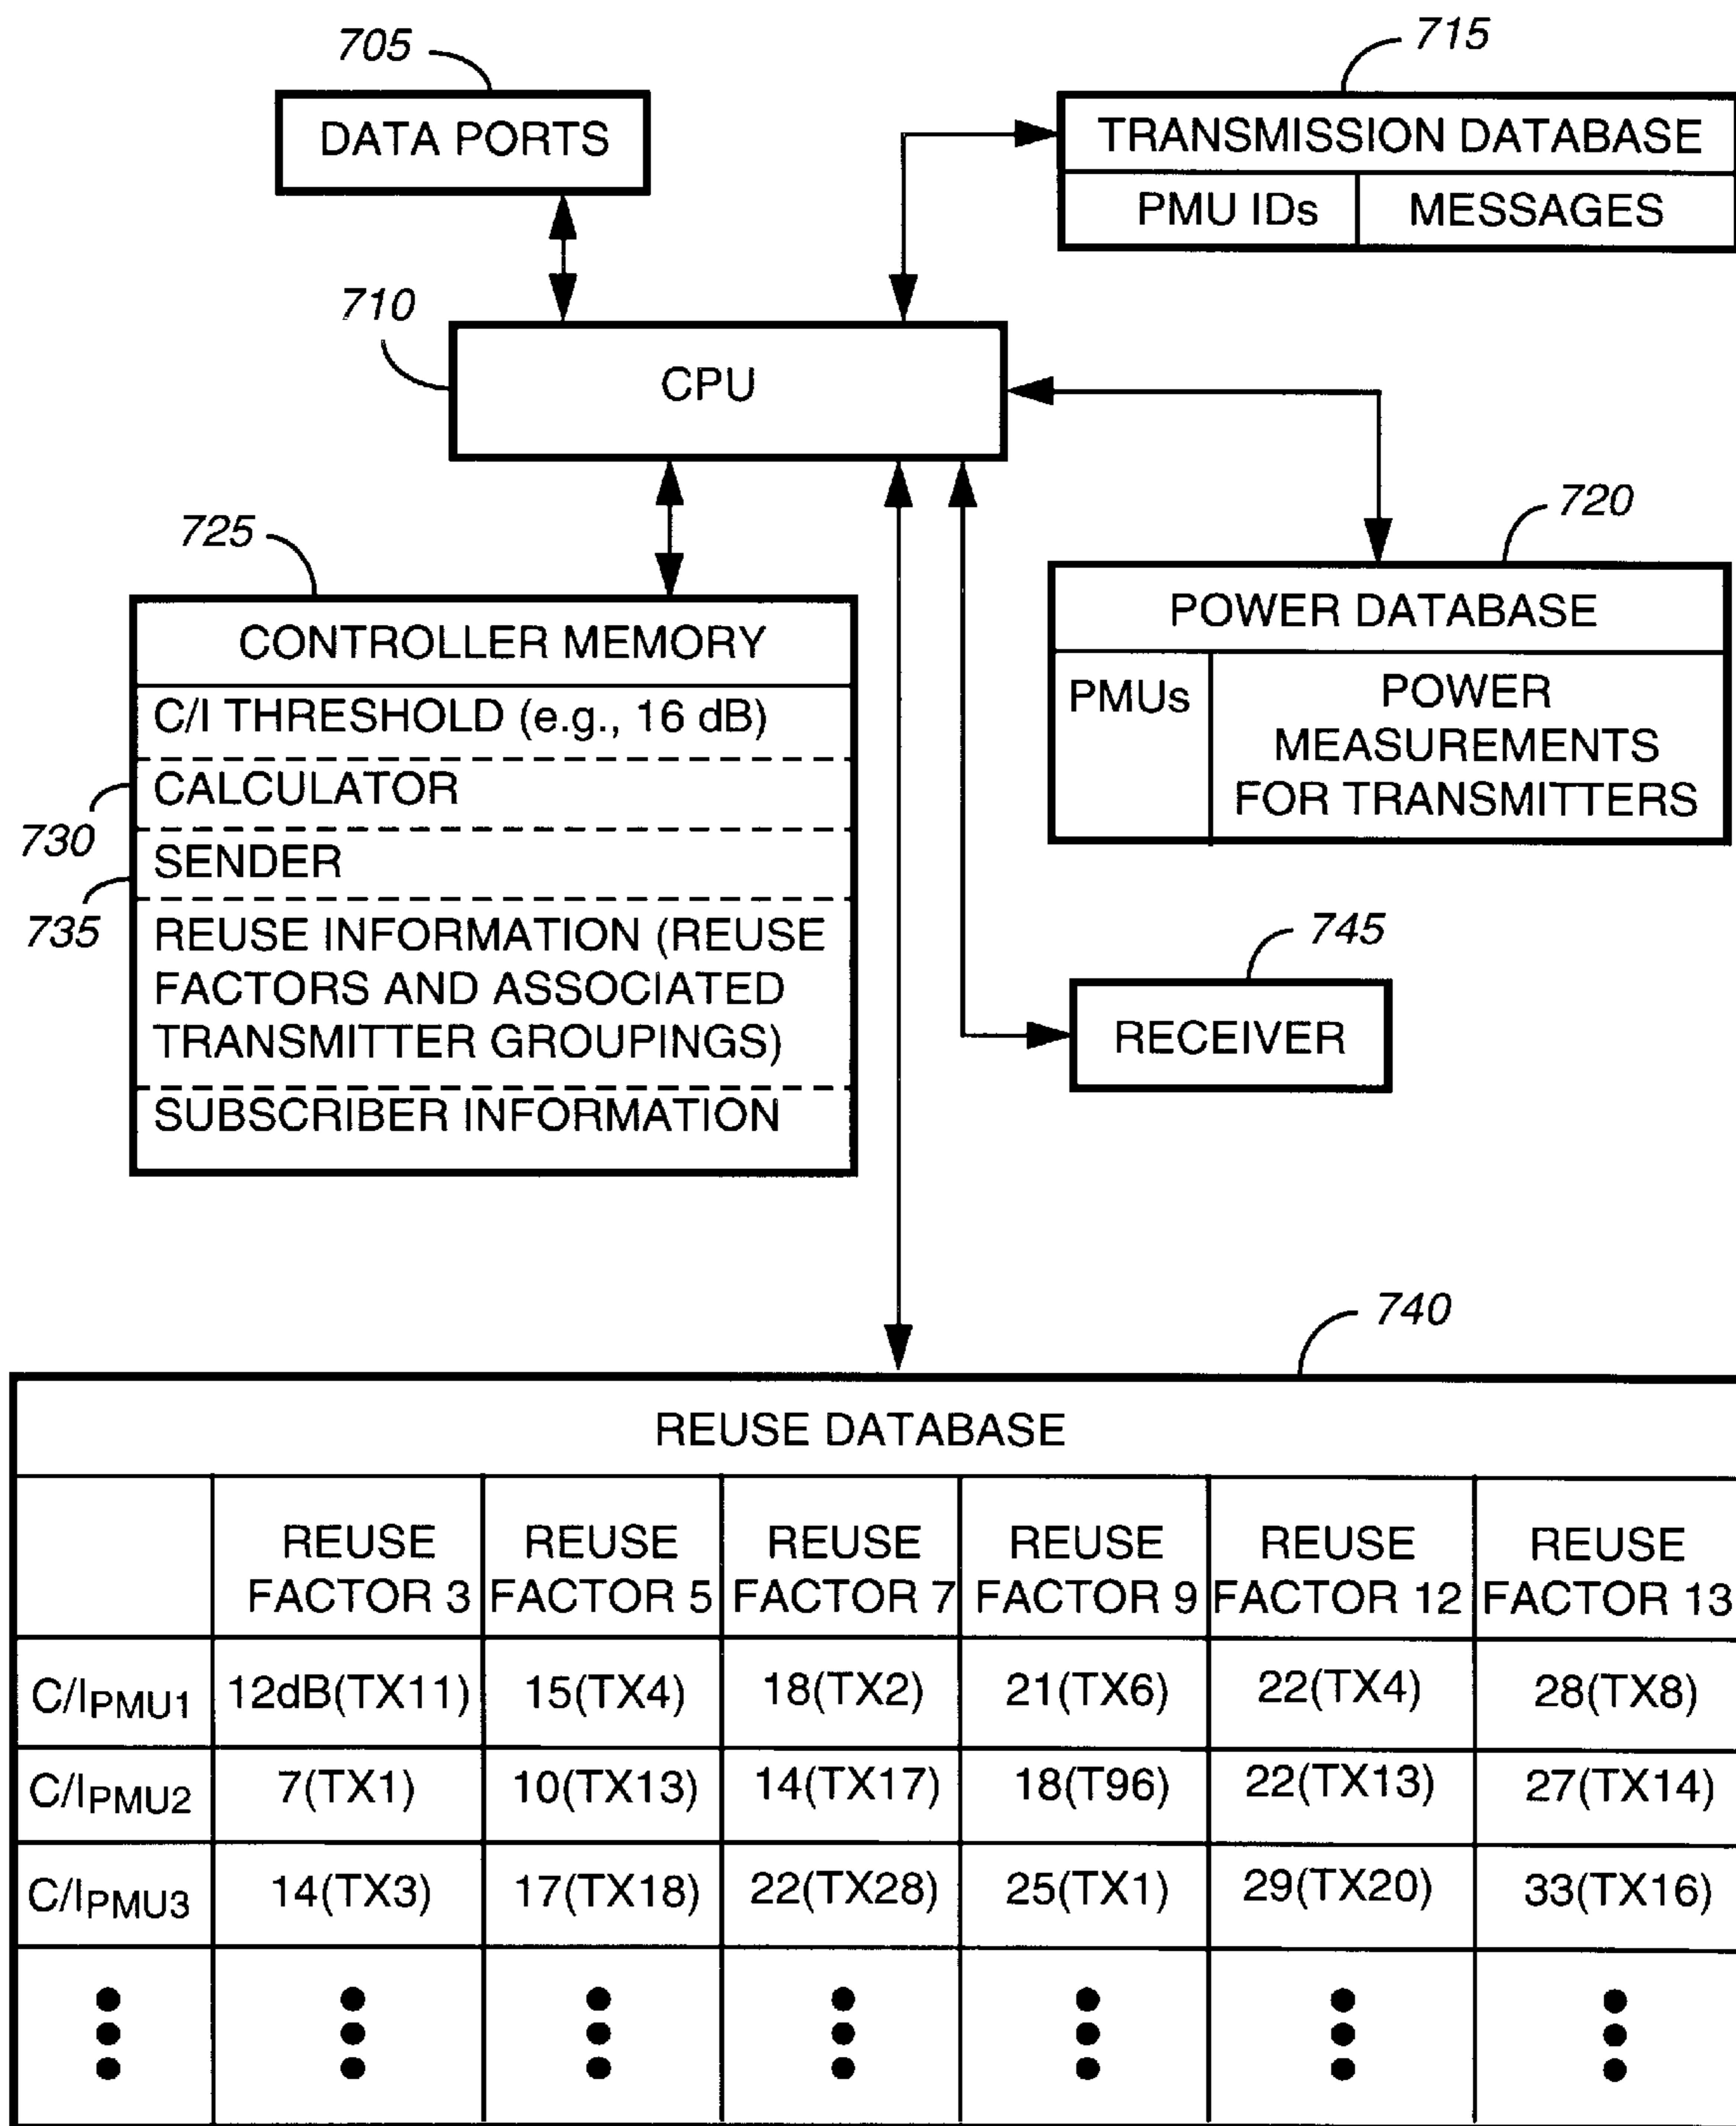 705
715
DATA PORTS
TRANSMISSION DATABASE
PMU IDs MESSAGES
710
CPU
725
720
CONTROLLER MEMORY
C/I THRESHOLD (e.g., 16 dB)
730
CALCULATOR
735
SENDER
REUSE INFORMATION (REUSE
FACTORS AND ASSOCIATED
TRANSMITTER GROUPINGS)
SUBSCRIBER INFORMATION
POWER DATABASE
PMUs
POWER
MEASUREMENTS
FOR TRANSMITTERS
745
RECEIVER
740
REUSE DATABASE
REUSE REUSE REUSE REUSE REUSE REUSE
FACTOR 3 FACTOR 5 FACTOR 7 FACTOR 9 FACTOR 12 FACTOR 13
C/IPMU1 12dB(TX11) 15(TX4) 18(TX2) 21(TX6) 22(TX4) 28(TX8)
C/IPMU2 7(TX1) 10(TX13) 14(TX17) 18(T96) 22(TX13) 27(TX14)
C/IPMU3 14(TX3) 17(TX18) 22(TX28) 25(TX1) 29(TX20) 33(TX16)